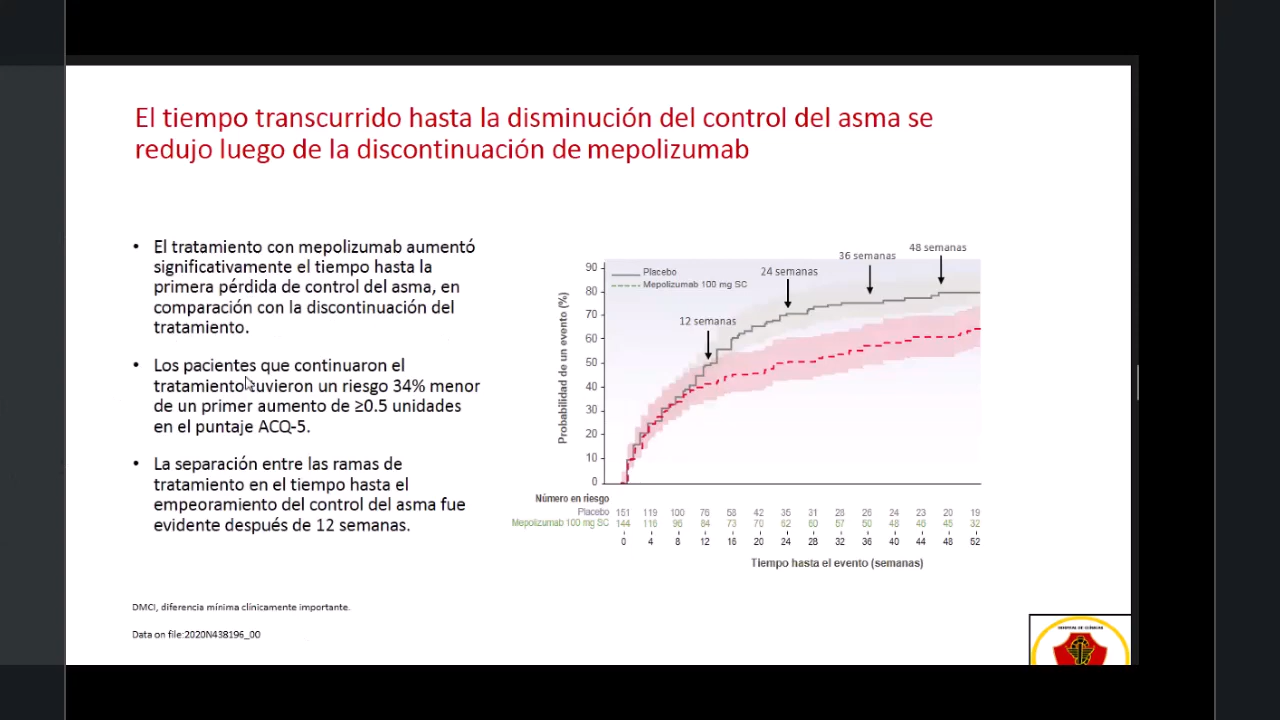 El tiempo transcurrido hasta la disminución del control del asma se
redujo luego de la discontinuación de mepolizumab
• El tratamiento con mepolizumab aumentó
significativamente el tiempo hasta la
primera pérdida de control del asma, en
comparación con la discontinuación del
tratamiento.
• Los pacientes que continuaron el
tratamiento tuvieron un riesgo 34% menor
de un primer aumento de ≥0.5 unidades
en el puntaje ACQ-5.
• La separación entre las ramas de
tratamiento en el tiempo hasta el
empeoramiento del control del asma fue
evidente después de 12 semanas.
Probabilidad de un evento (%)
90
80
70
60
50
40
30
20
10
0
Placebo
Mepolizumab 100 mg SC
12 semanas
24 semanas
36 semanas
48 semanas
Número en riesgo
Placebo 151 119 100 76 58 42 35 31 28 26 24 23 20 19
Mepolizumab 100 mg SC 144 116 96 84 73 70 62 60 57 50 48 46 45 32
0 4 8 12 16 20 24 28 32 36 40 44 48 52
Tiempo hasta el evento (semanas)
DMCI, diferencia mínima clínicamente importante.
Data on file:2020N438196_00
HOSPITAL DE CLÍNICAS